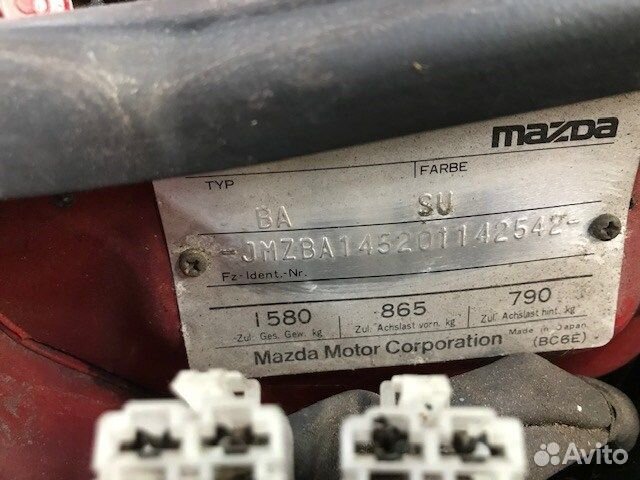 mazda
TYP
FARBE
BA SU
-JMZBA14S201142542-
Fz-Ident.-Nr.
1580 865 790
Zul. Ges. Gew. kg Zul. Achslast vorn. kg Zul. Achslast hint. kg
Made in Japan
Mazda Motor Corporation (BC6E)
Avito